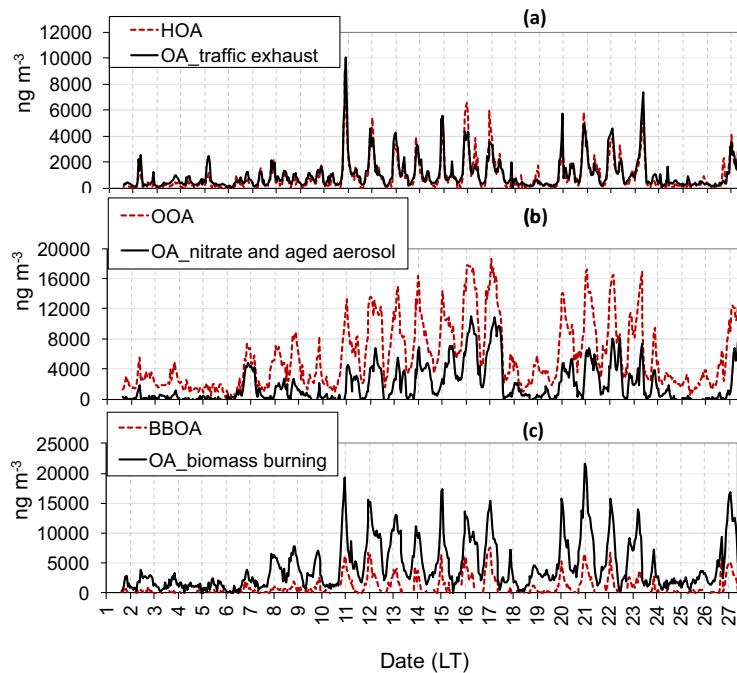 (a)
HOA
OA_traffic exhaust
ng m-3
12000
10000
8000
6000
4000
2000
0
(b)
OOA
OA_nitrate and aged aerosol
ng m-3
20000
16000
12000
8000
4000
0
(c)
BBOA
OA_biomass burning
ng m-3
25000
20000
15000
10000
5000
0
1 2 3 4 5 6 7 8 9 10 11 12 13 14 15 16 17 18 19 20 21 22 23 24 25 26 27
Date (LT)